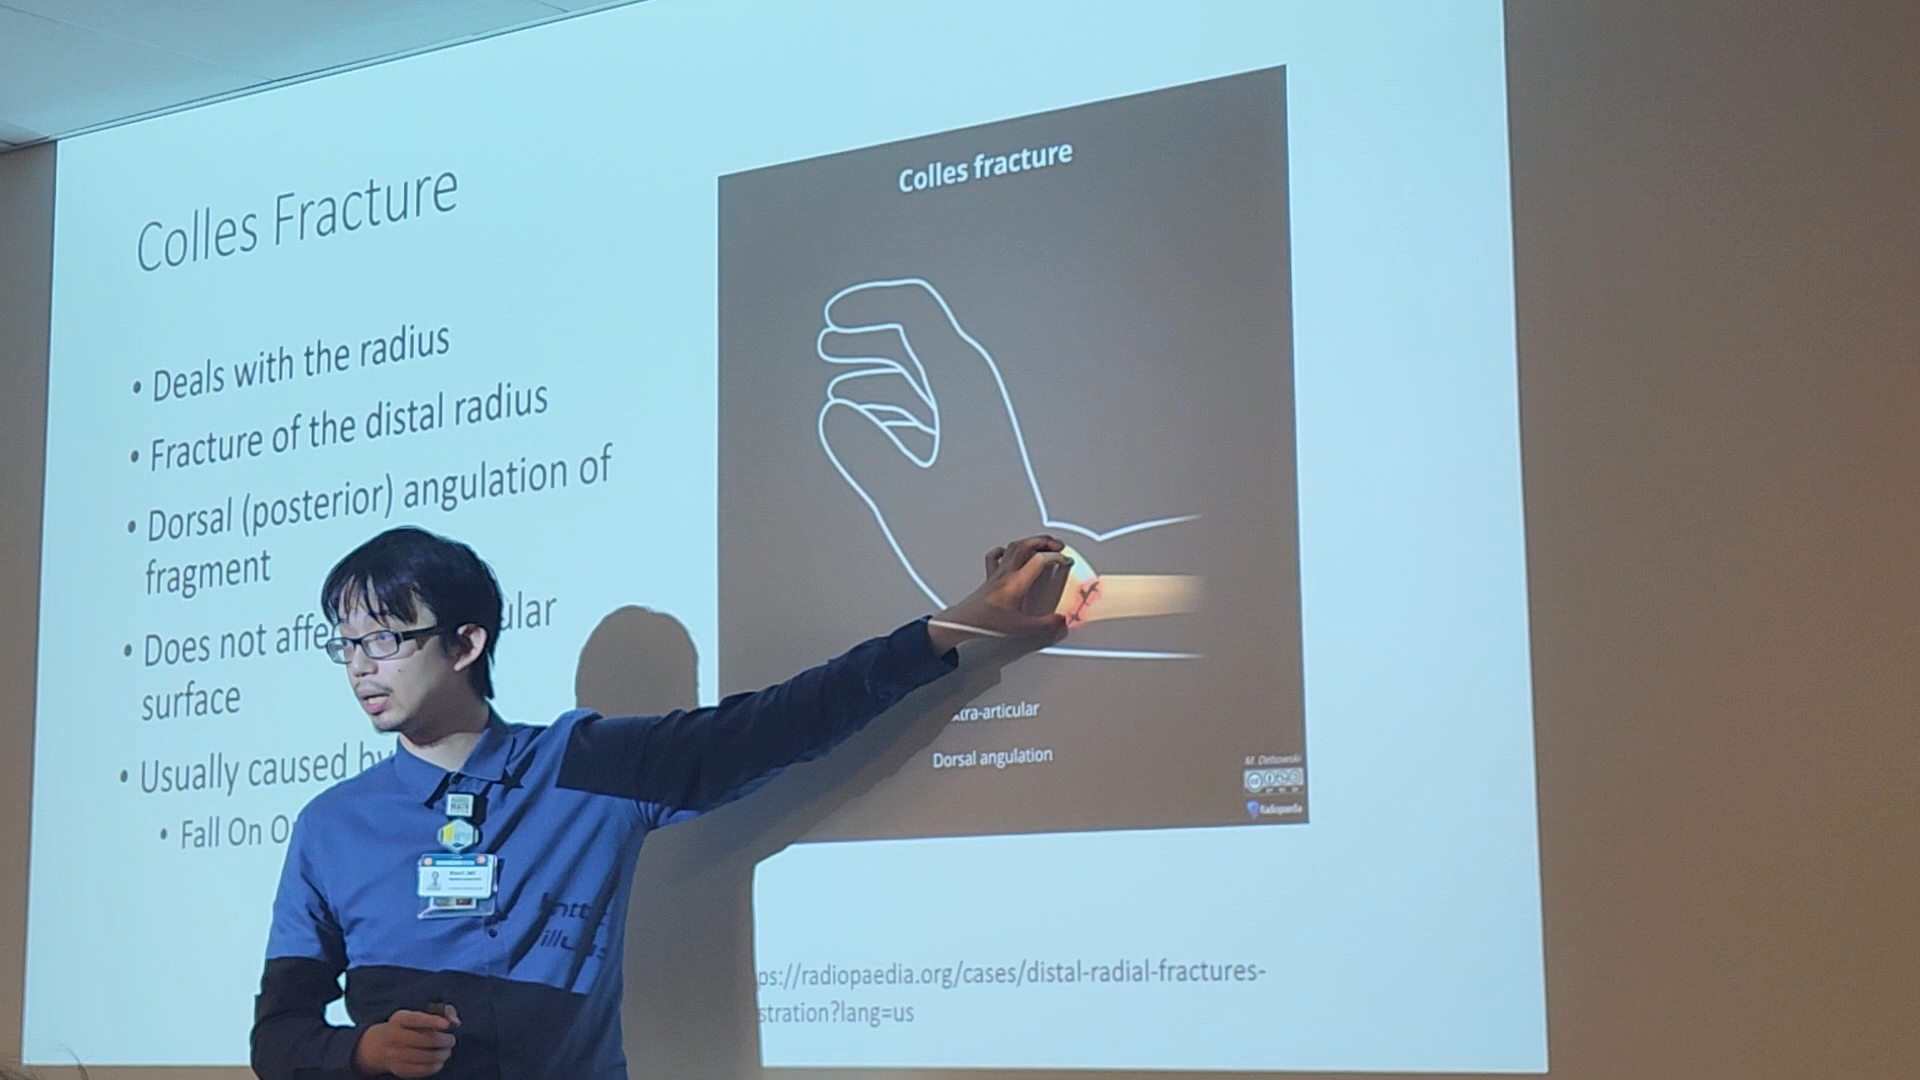 Colles Fracture
• Deals with the radius
• Fracture of the distal radius
• Dorsal (posterior) angulation of
fragment
• Does not affe ular
surface
• Usually caused by
• Fall On O
Colles fracture
xtra-articular
Dorsal angulation
M. Debowski
Radiopaedia
ps://radiopaedia.org/cases/distal-radial-fractures-
stration?lang=us